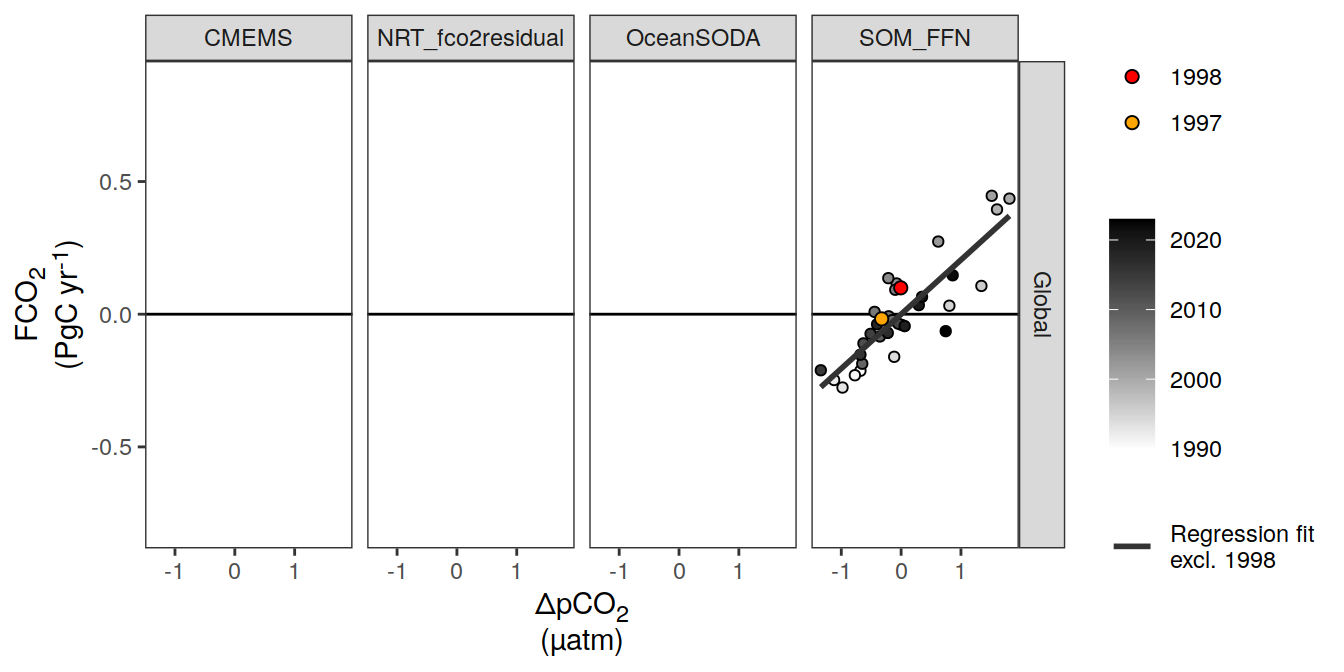 CMEMS
NRT_fco2residual
OceanSODA
SOM_FFN
Global
FCO₂
(PgC yr⁻¹)
0.5
0.0
-0.5
-1 0 1
-1 0 1
-1 0 1
-1 0 1
ΔpCO₂
(µatm)
1998
1997
2020
2010
2000
1990
Regression fit
excl. 1998